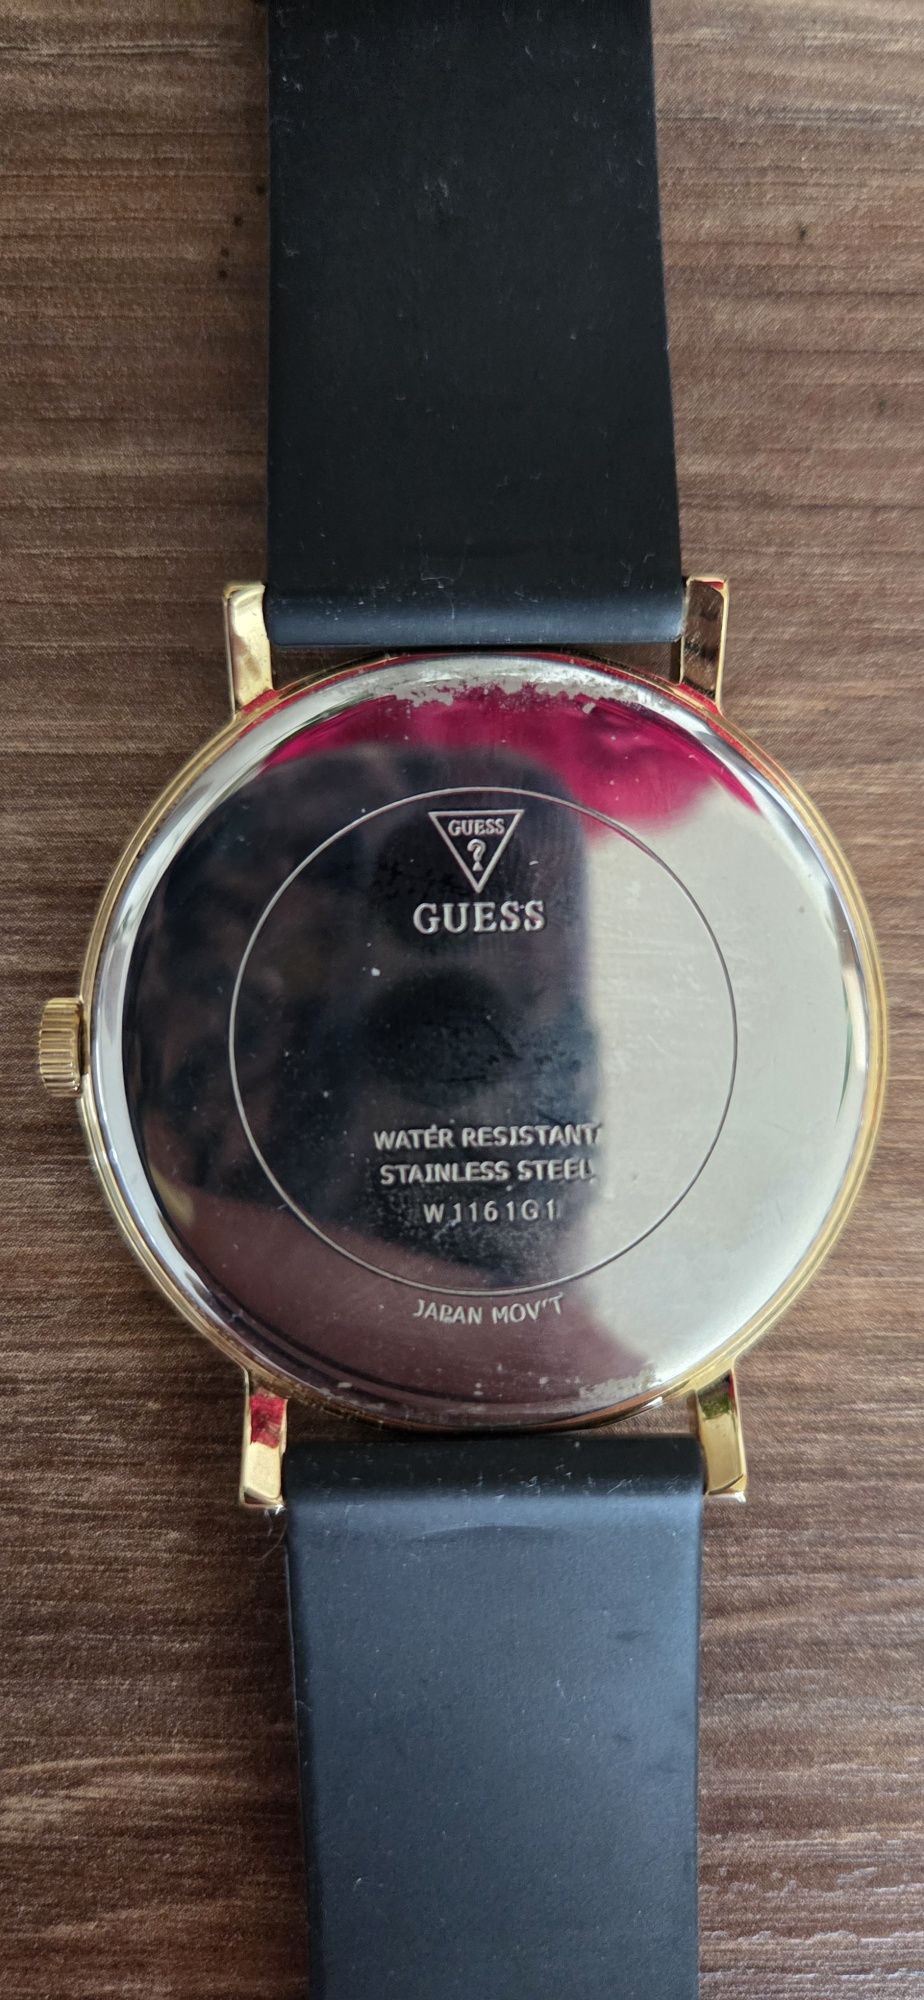 GUESS
?
GUESS
WATER RESISTANT
STAINLESS STEEL
W1161G1
JAPAN MOV'T